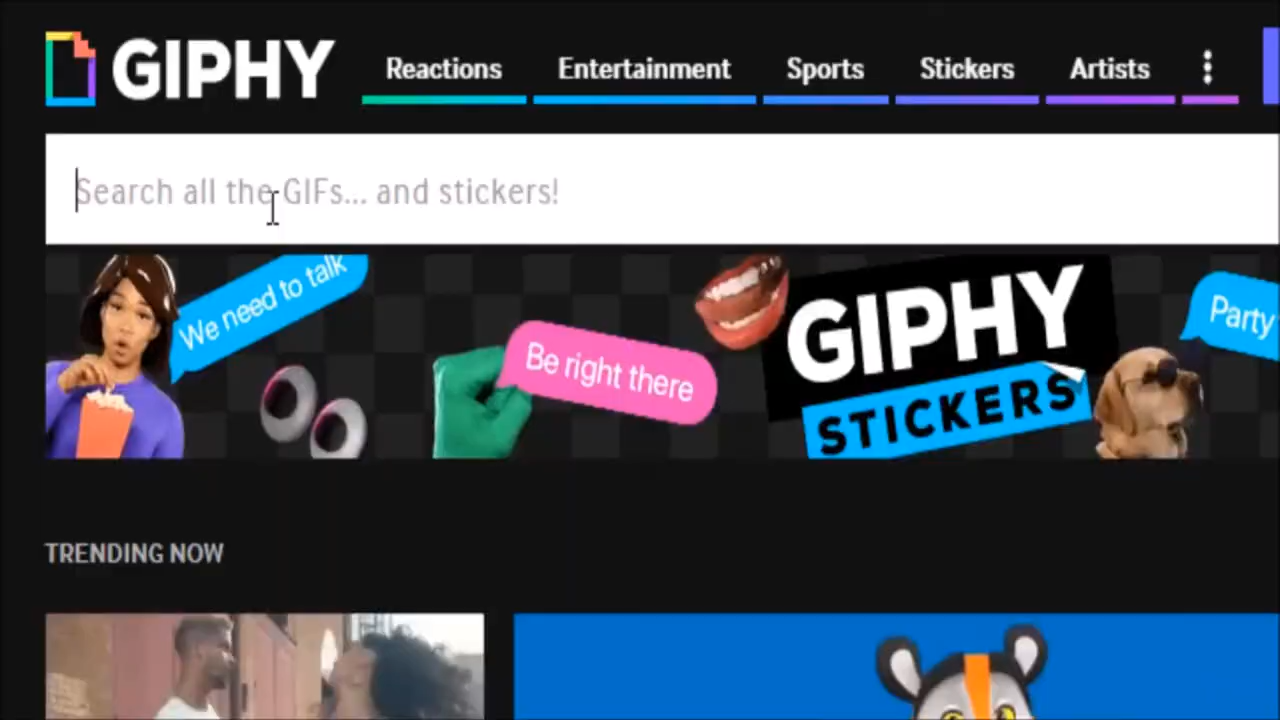 GIPHY
Reactions
Entertainment
Sports
Stickers
Artists
Search all the GIFs... and stickers!
We need to talk
Be right there
GIPHY
STICKERS
Party
TRENDING NOW